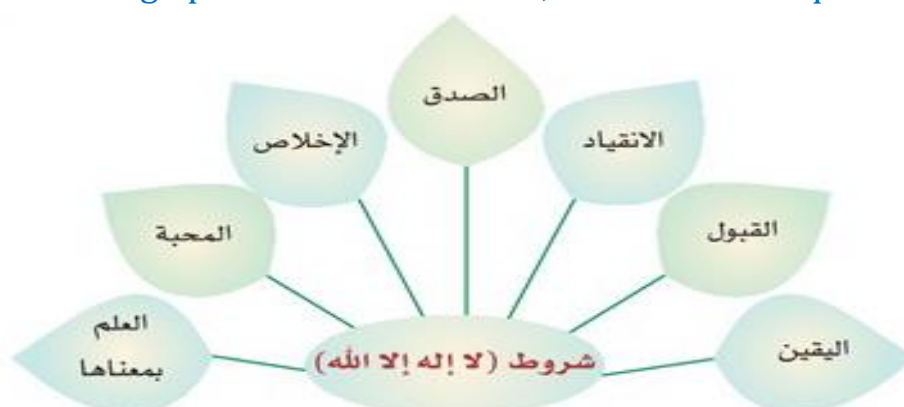 الصدق
الإخلاص
الانقياد
المحبة
القبول
العلم
بمعناها
شروط (لا إله إلا الله)
اليقين